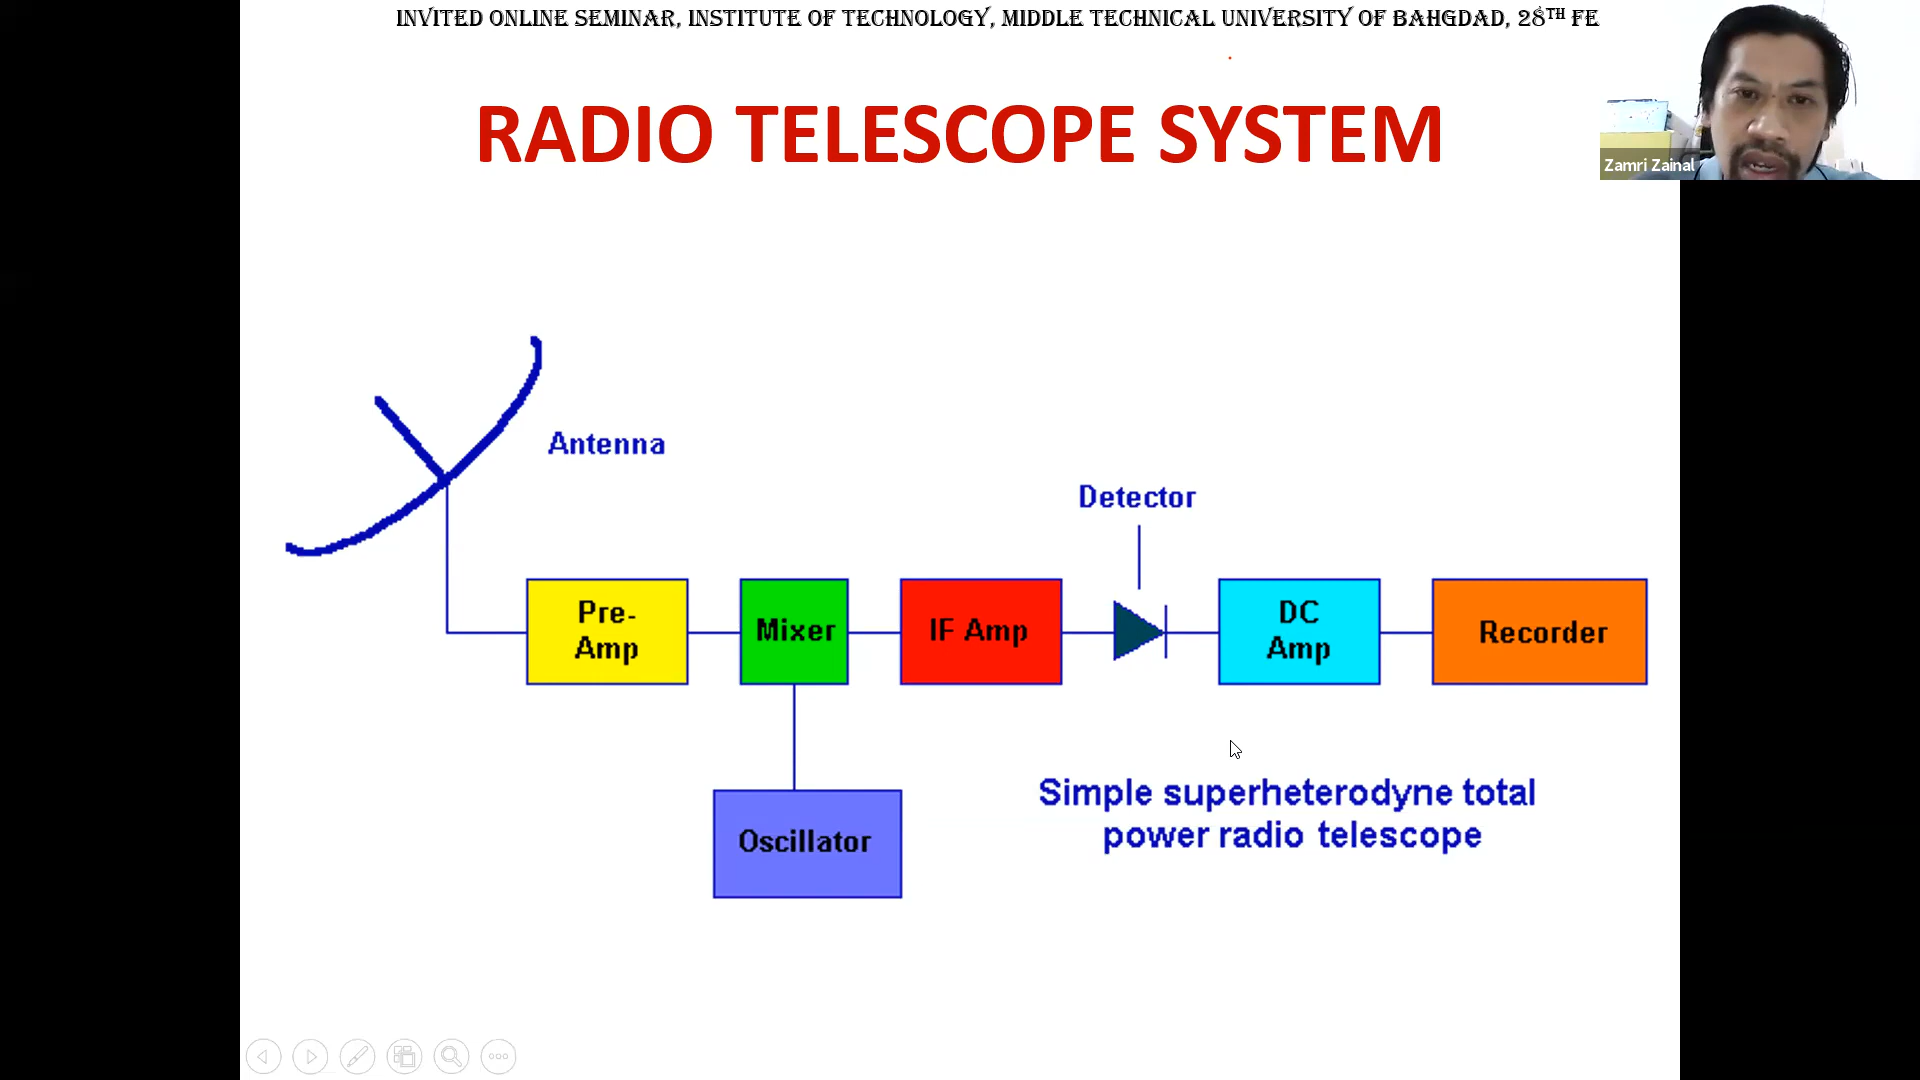 INVITED ONLINE SEMINAR, INSTITUTE OF TECHNOLOGY, MIDDLE TECHNICAL UNIVERSITY OF BAHGDAD, 28TH FE
RADIO TELESCOPE SYSTEM
Zamri Zainal
Antenna
Detector
Pre-
Amp
Mixer
IF Amp
DC
Amp
Recorder
Oscillator
Simple superheterodyne total
power radio telescope